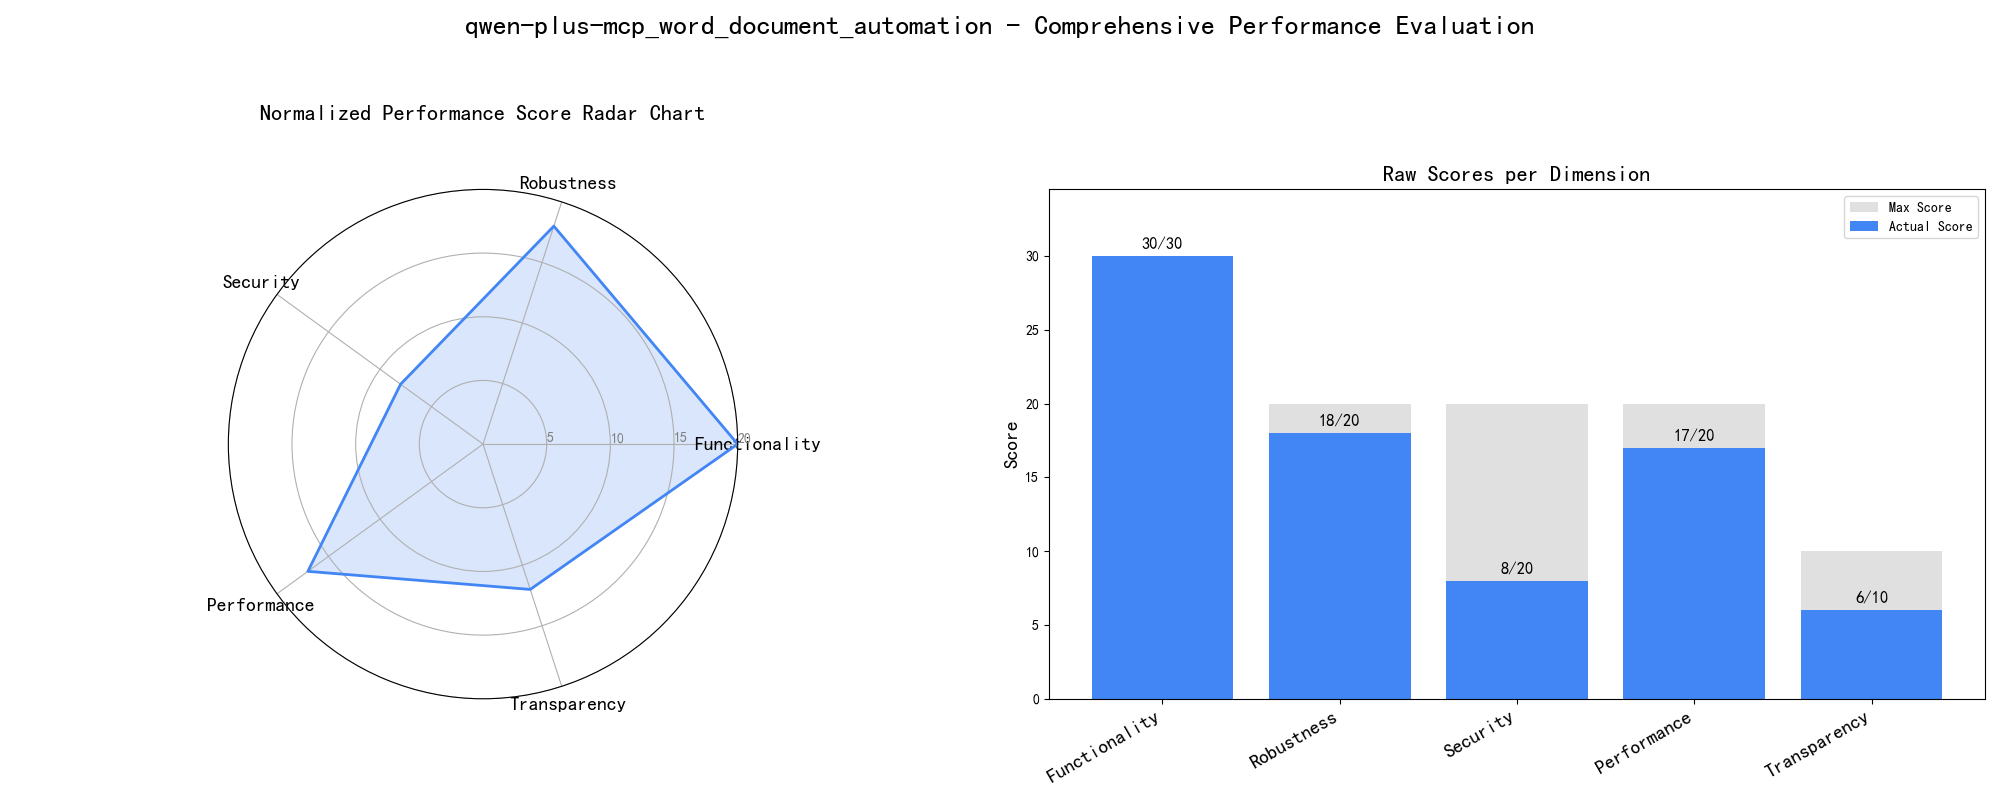 qwen-plus-mcp_word_document_automation - Comprehensive Performance Evaluation
Normalized Performance Score Radar Chart
Robustness
Security
Functionality
Performance
Transparency
5
10
15
20
Raw Scores per Dimension
Max Score
Actual Score
Score
30
25
20
15
10
5
0
30/30
18/20
8/20
17/20
6/10
Functionality
Robustness
Security
Performance
Transparency